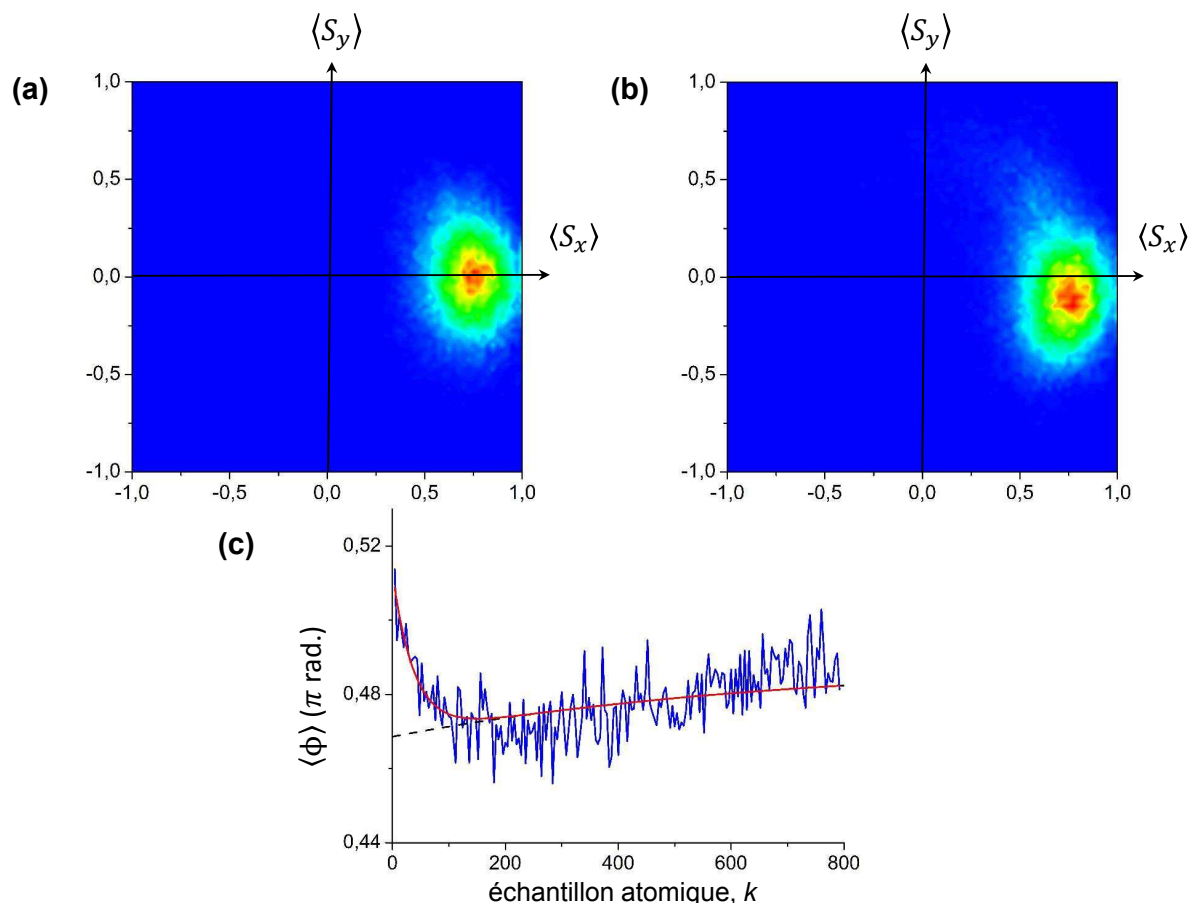 ⟨S_y⟩ ⟨S_y⟩
(a) (b)
1,0 1,0
0,5 0,5
⟨S_x⟩ ⟨S_x⟩
0,0 0,0
-0,5 -0,5
-1,0 -1,0
-1,0 -0,5 0,0 0,5 1,0 -1,0 -0,5 0,0 0,5 1,0
(c)
0,52
0,48
0,44
⟨ϕ⟩ (π rad.)
0 200 400 600 800
échantillon atomique, k